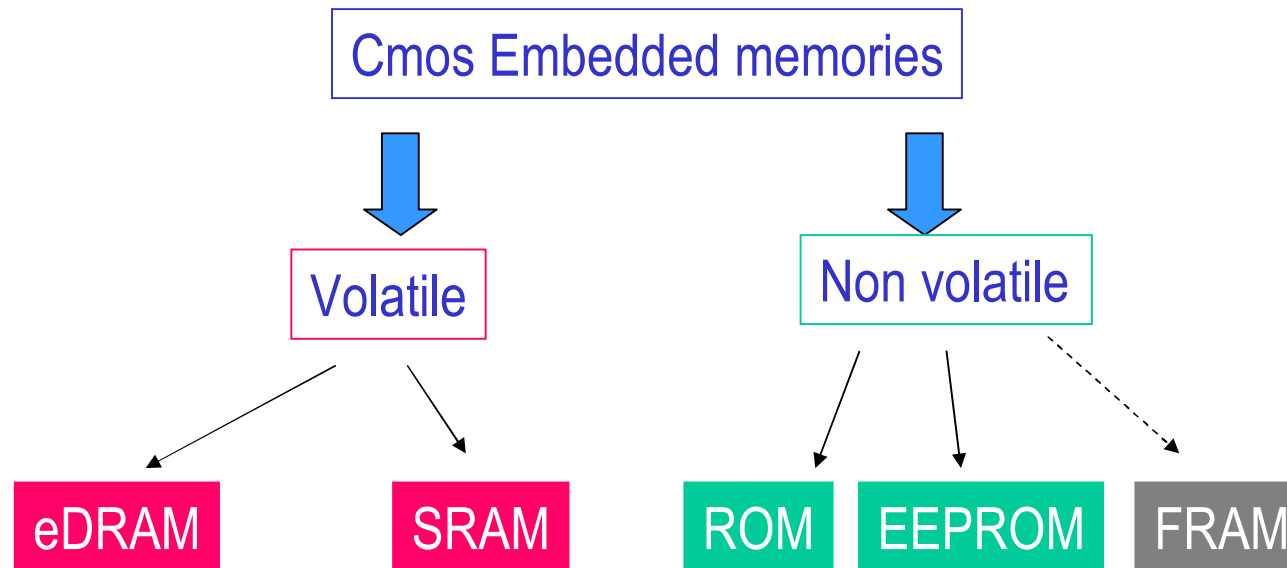 Cmos Embedded memories
Volatile
Non volatile
eDRAM
SRAM
ROM
EEPROM
FRAM